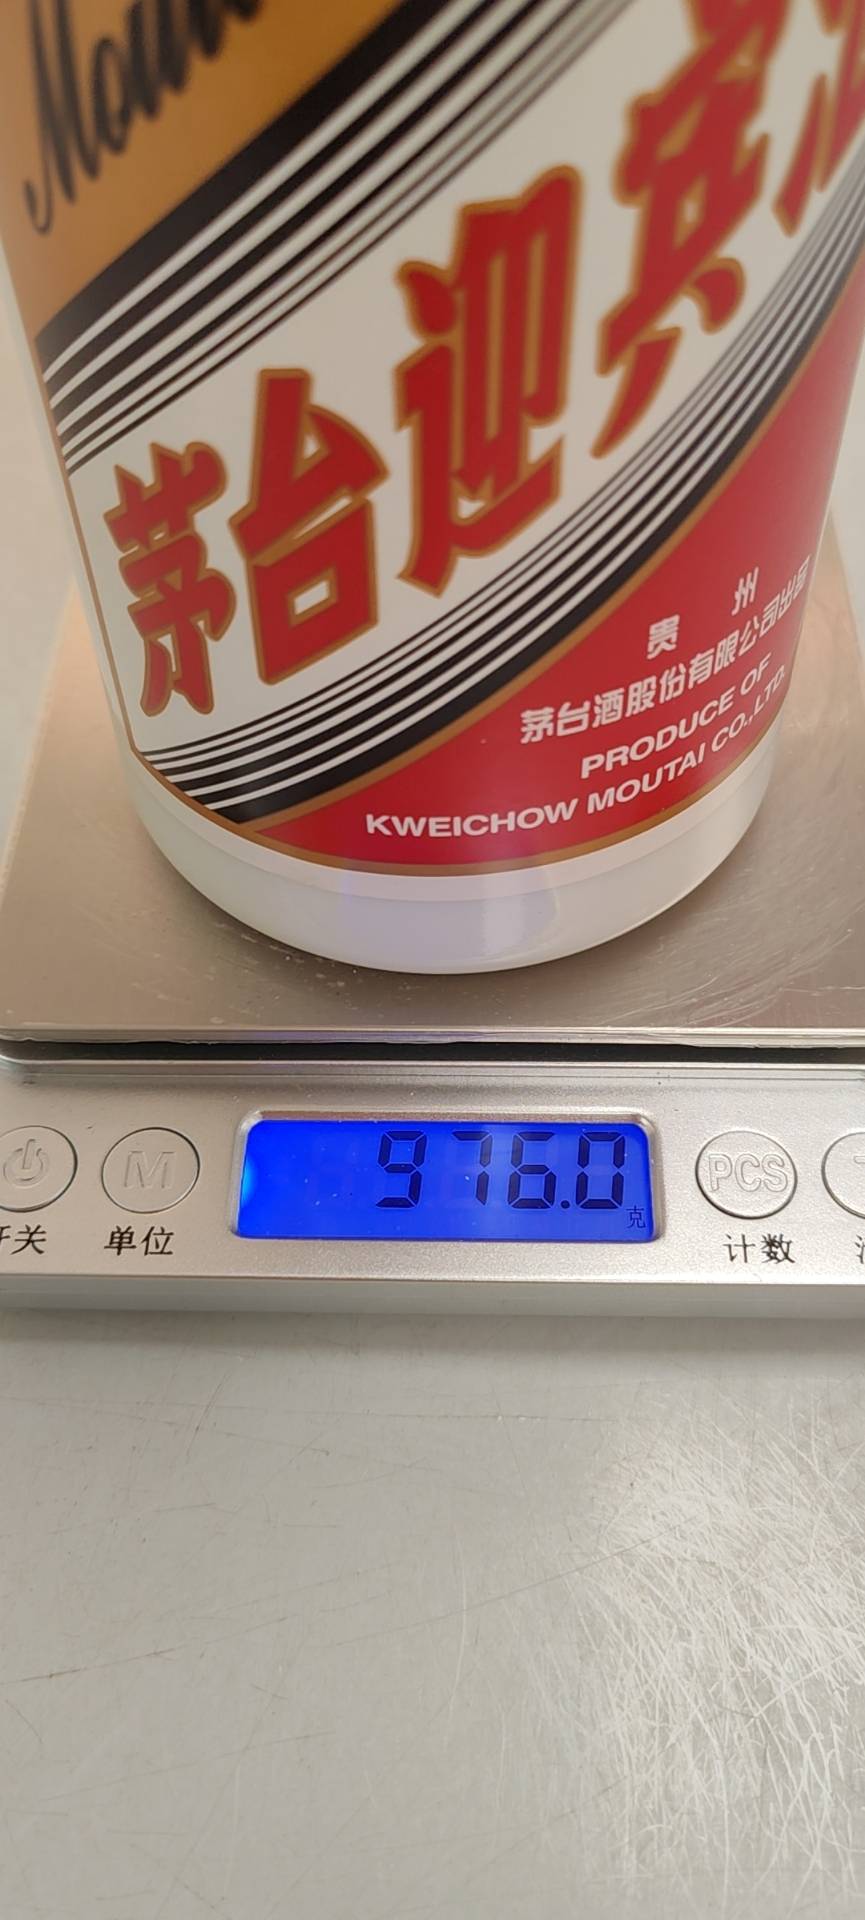 茅台迎宾酒
贵 州
茅台酒股份有限公司出品
PRODUCE OF
KWEICHOW MOUTAI CO.,LTD.
976.0
克
M
PCS
开关
单位
计数